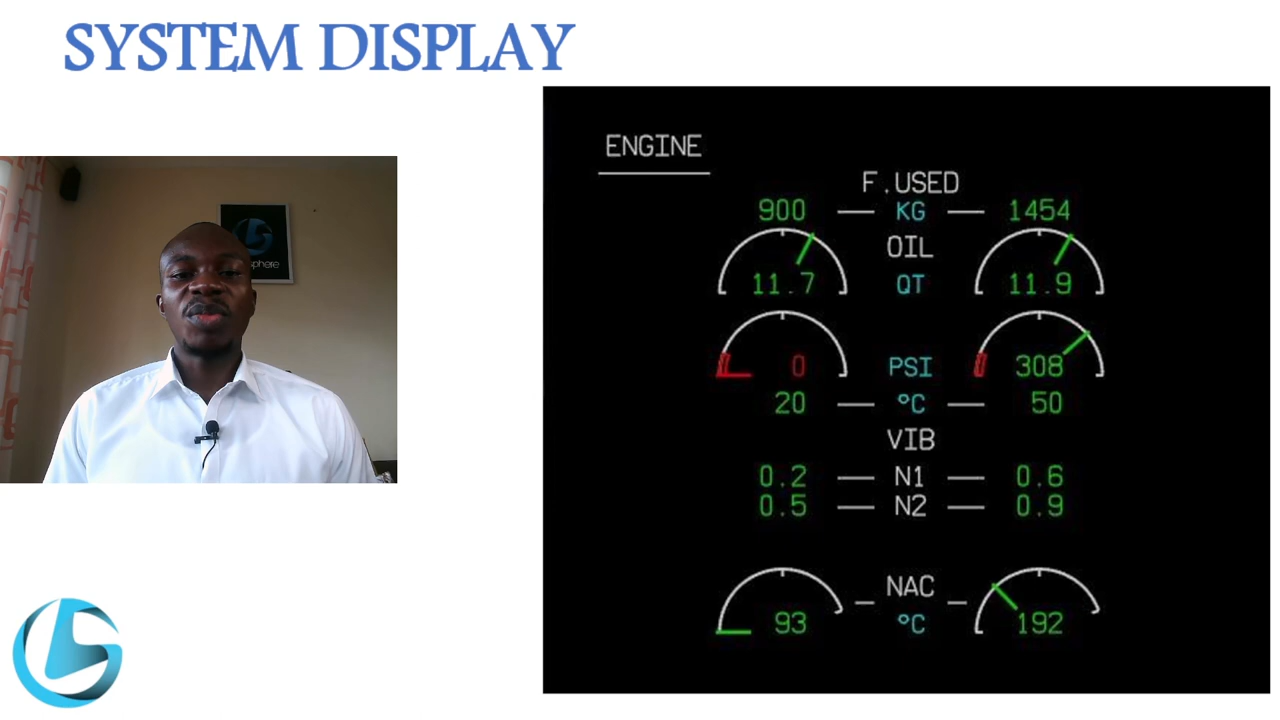 SYSTEM DISPLAY
sphere
ENGINE
F.USED
900 — KG — 1454
OIL
11.7 QT 11.9
0 PSI 308
20 — °C — 50
VIB
0.2 — N1 — 0.6
0.5 — N2 — 0.9
NAC
93 °C 192